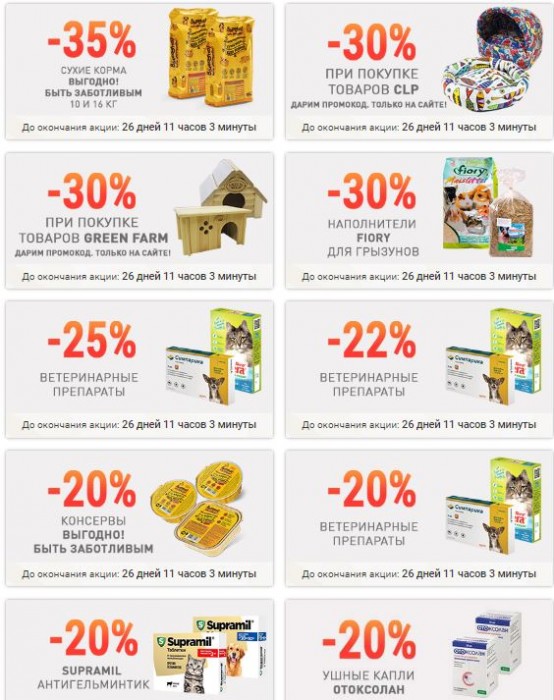 -35%
СУХИЕ КОРМА
ВЫГОДНО!
БЫТЬ ЗАБОТЛИВЫМ
10 И 16 КГ
До окончания акции: 26 дней 11 часов 3 минуты
-30%
ПРИ ПОКУПКЕ
ТОВАРОВ CLP
ДАРИМ ПРОМОКОД. ТОЛЬКО НА САЙТЕ!
До окончания акции: 26 дней 11 часов 3 минуты
-30%
ПРИ ПОКУПКЕ
ТОВАРОВ GREEN FARM
ДАРИМ ПРОМОКОД. ТОЛЬКО НА САЙТЕ!
До окончания акции: 26 дней 11 часов 3 минуты
-30%
НАПОЛНИТЕЛИ
FIORY
ДЛЯ ГРЫЗУНОВ
fiory
До окончания акции: 26 дней 11 часов 3 минуты
-25%
ВЕТЕРИНАРНЫЕ
ПРЕПАРАТЫ
Симпарика
До окончания акции: 26 дней 11 часов 3 минуты
-22%
ВЕТЕРИНАРНЫЕ
ПРЕПАРАТЫ
Симпарика
До окончания акции: 26 дней 11 часов 3 минуты
-20%
КОНСЕРВЫ
ВЫГОДНО!
БЫТЬ ЗАБОТЛИВЫМ
До окончания акции: 26 дней 11 часов 3 минуты
-20%
ВЕТЕРИНАРНЫЕ
ПРЕПАРАТЫ
Симпарика
До окончания акции: 26 дней 11 часов 3 минуты
-20%
SUPRAMIL
АНТИГЕЛЬМИНТИК
Supramil
Таблетки
Supramil
-20%
УШНЫЕ КАПЛИ
ОТОКСОЛАН
ОТОКСОЛАН